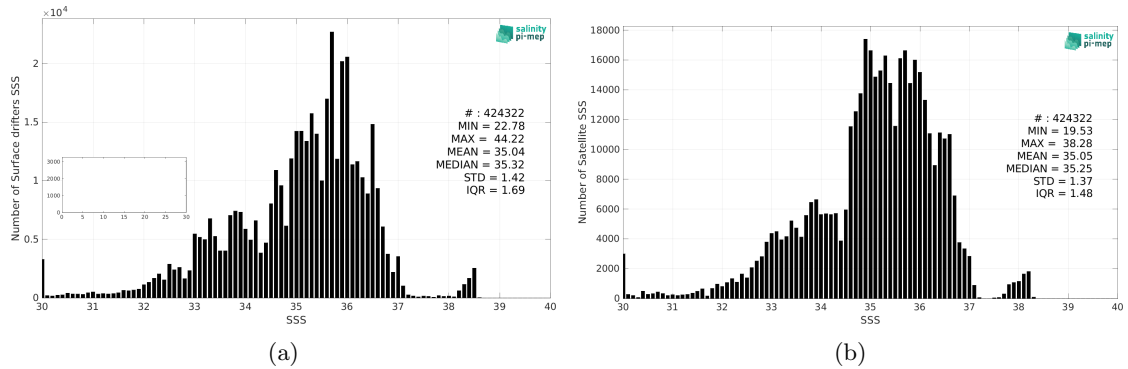 ×10⁴
salinity
pi-mep
2
1.5
1
0.5
0
Number of Surface drifters SSS
# : 424322
MIN = 22.78
MAX = 44.22
MEAN = 35.04
MEDIAN = 35.32
STD = 1.42
IQR = 1.69
3000
2000
1000
0
0 5 10 15 20 25 30
30 31 32 33 34 35 36 37 38 39 40
SSS
(a)
salinity
pi-mep
18000
16000
14000
12000
10000
8000
6000
4000
2000
0
Number of Satellite SSS
# : 424322
MIN = 19.53
MAX = 38.28
MEAN = 35.05
MEDIAN = 35.25
STD = 1.37
IQR = 1.48
30 31 32 33 34 35 36 37 38 39 40
SSS
(b)